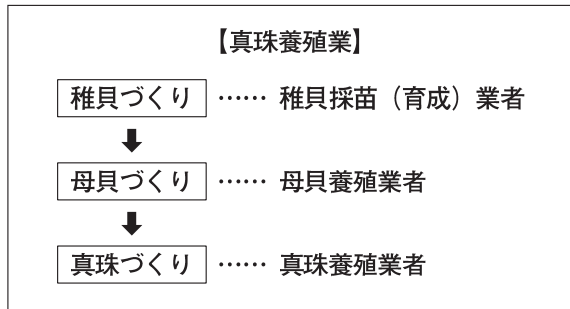 【真珠養殖業】
稚貝づくり …… 稚貝採苗（育成）業者
母貝づくり …… 母貝養殖業者
真珠づくり …… 真珠養殖業者